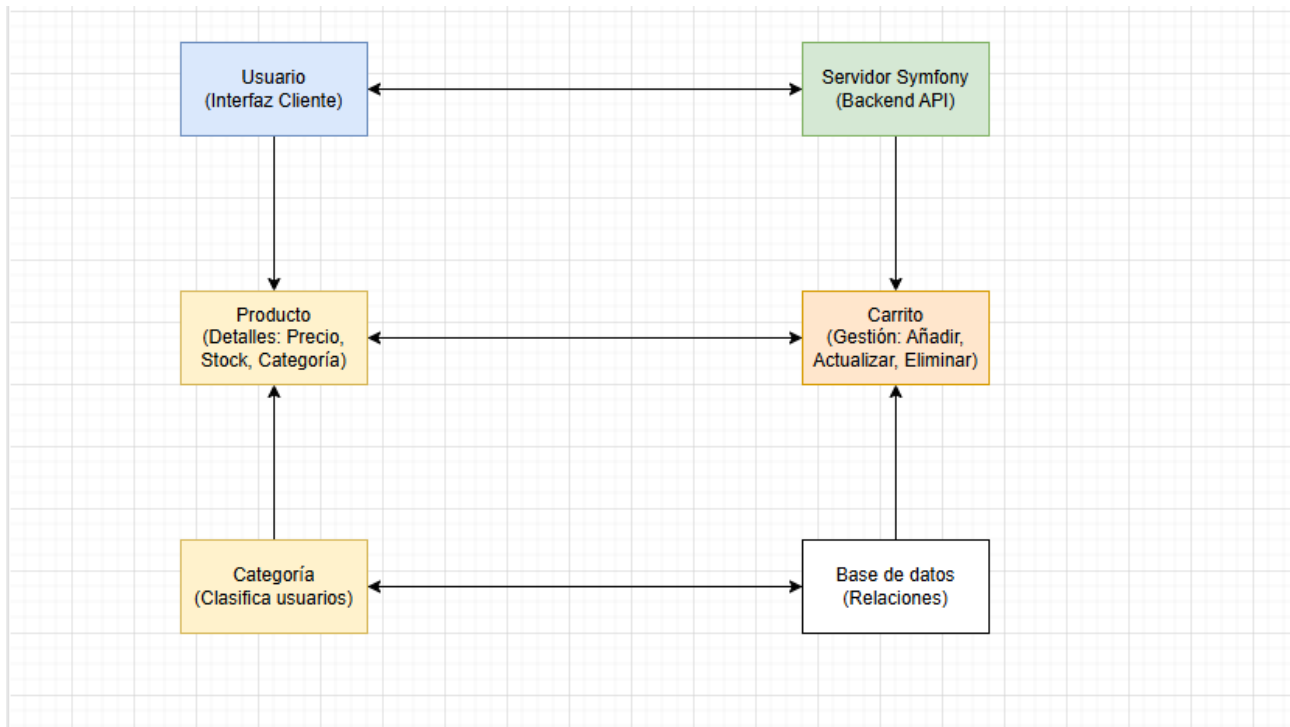 Usuario
(Interfaz Cliente)
Servidor Symfony
(Backend API)
Producto
(Detalles: Precio,
Stock, Categoría)
Carrito
(Gestión: Añadir,
Actualizar, Eliminar)
Categoría
(Clasifica usuarios)
Base de datos
(Relaciones)